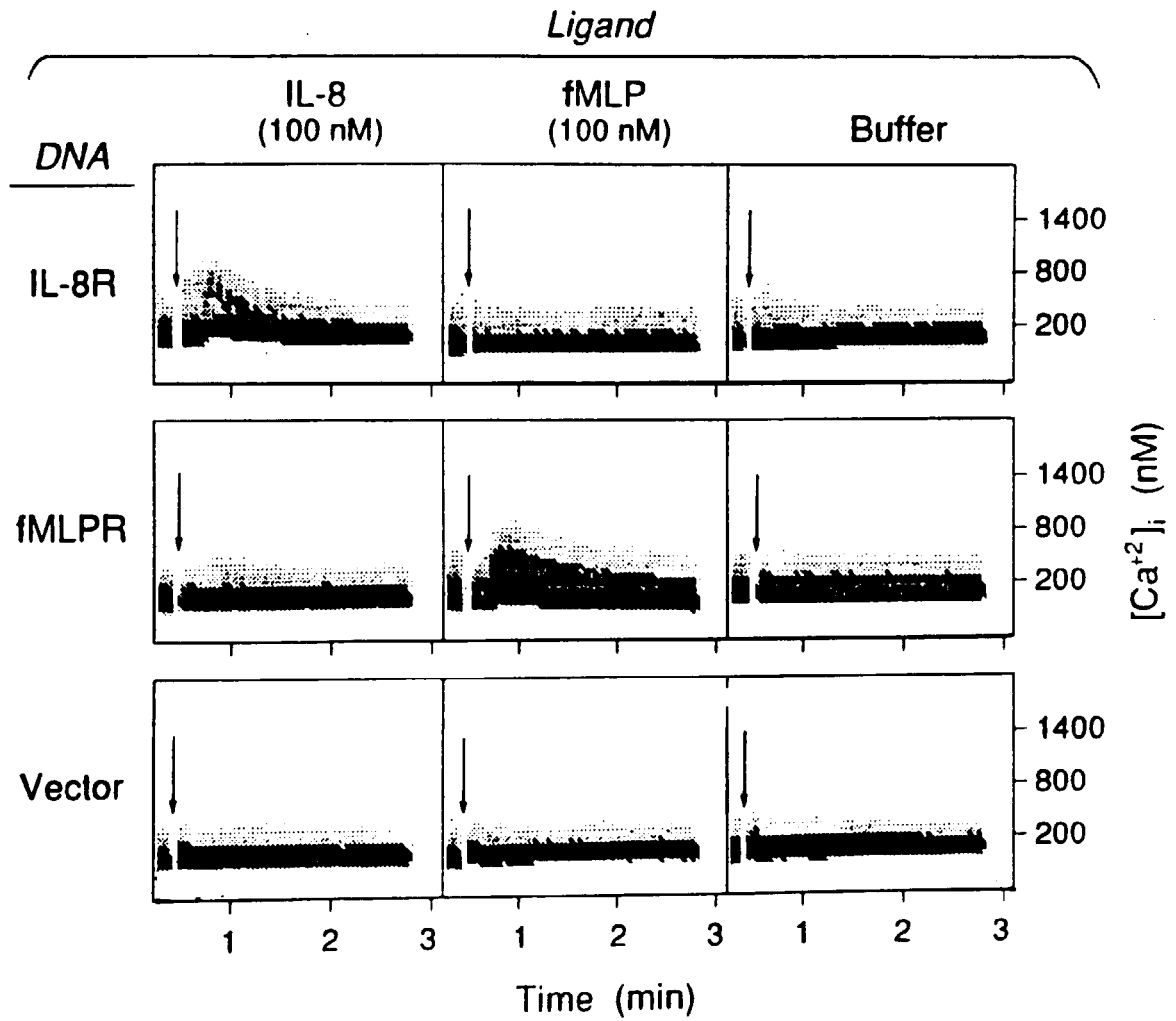 Ligand
IL-8
(100 nM)
fMLP
(100 nM)
Buffer
DNA
IL-8R
1400
800
200
fMLPR
1400
800
200
[Ca+2]i (nM)
Vector
1400
800
200
1 2 3 1 2 3 1 2 3
Time (min)